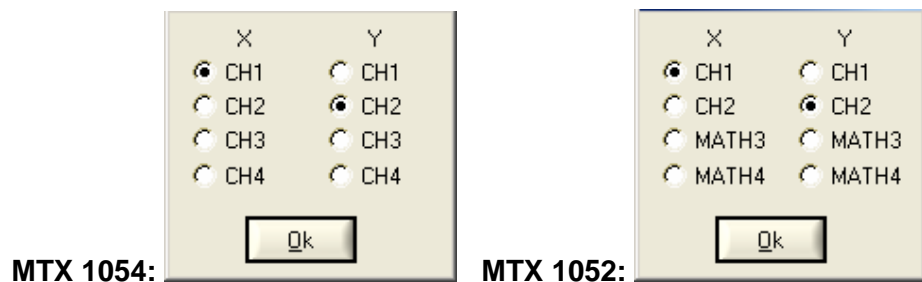 X Y
CH1 CH1
CH2 CH2
CH3 CH3
CH4 CH4
Ok
MTX 1054:
X Y
CH1 CH1
CH2 CH2
MATH3 MATH3
MATH4 MATH4
Ok
MTX 1052: